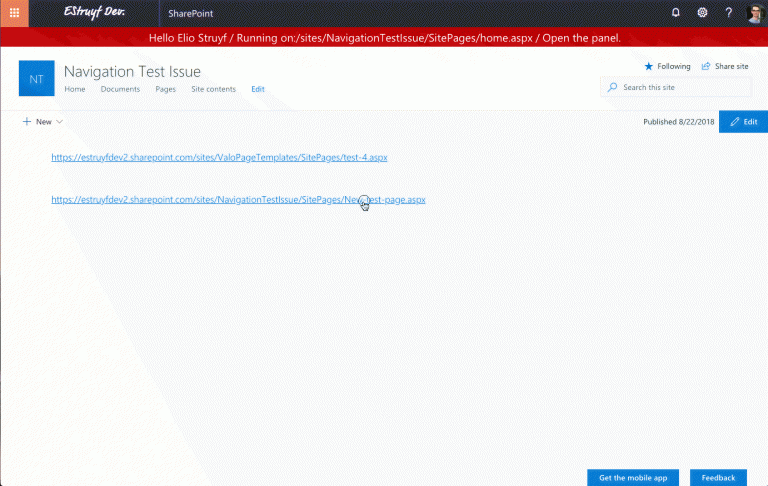 EStruyf Dev.
SharePoint
?
Hello Elio Struyf / Running on:/sites/NavigationTestIssue/SitePages/home.aspx / Open the panel.
NT
Navigation Test Issue
Following
Share site
Home Documents Pages Site contents Edit
Search this site
+ New
Published 8/22/2018
Edit
https://estruyfdev2.sharepoint.com/sites/ValoPageTemplates/SitePages/test-4.aspx
https://estruyfdev2.sharepoint.com/sites/NavigationTestIssue/SitePages/New-test-page.aspx
Get the mobile app
Feedback